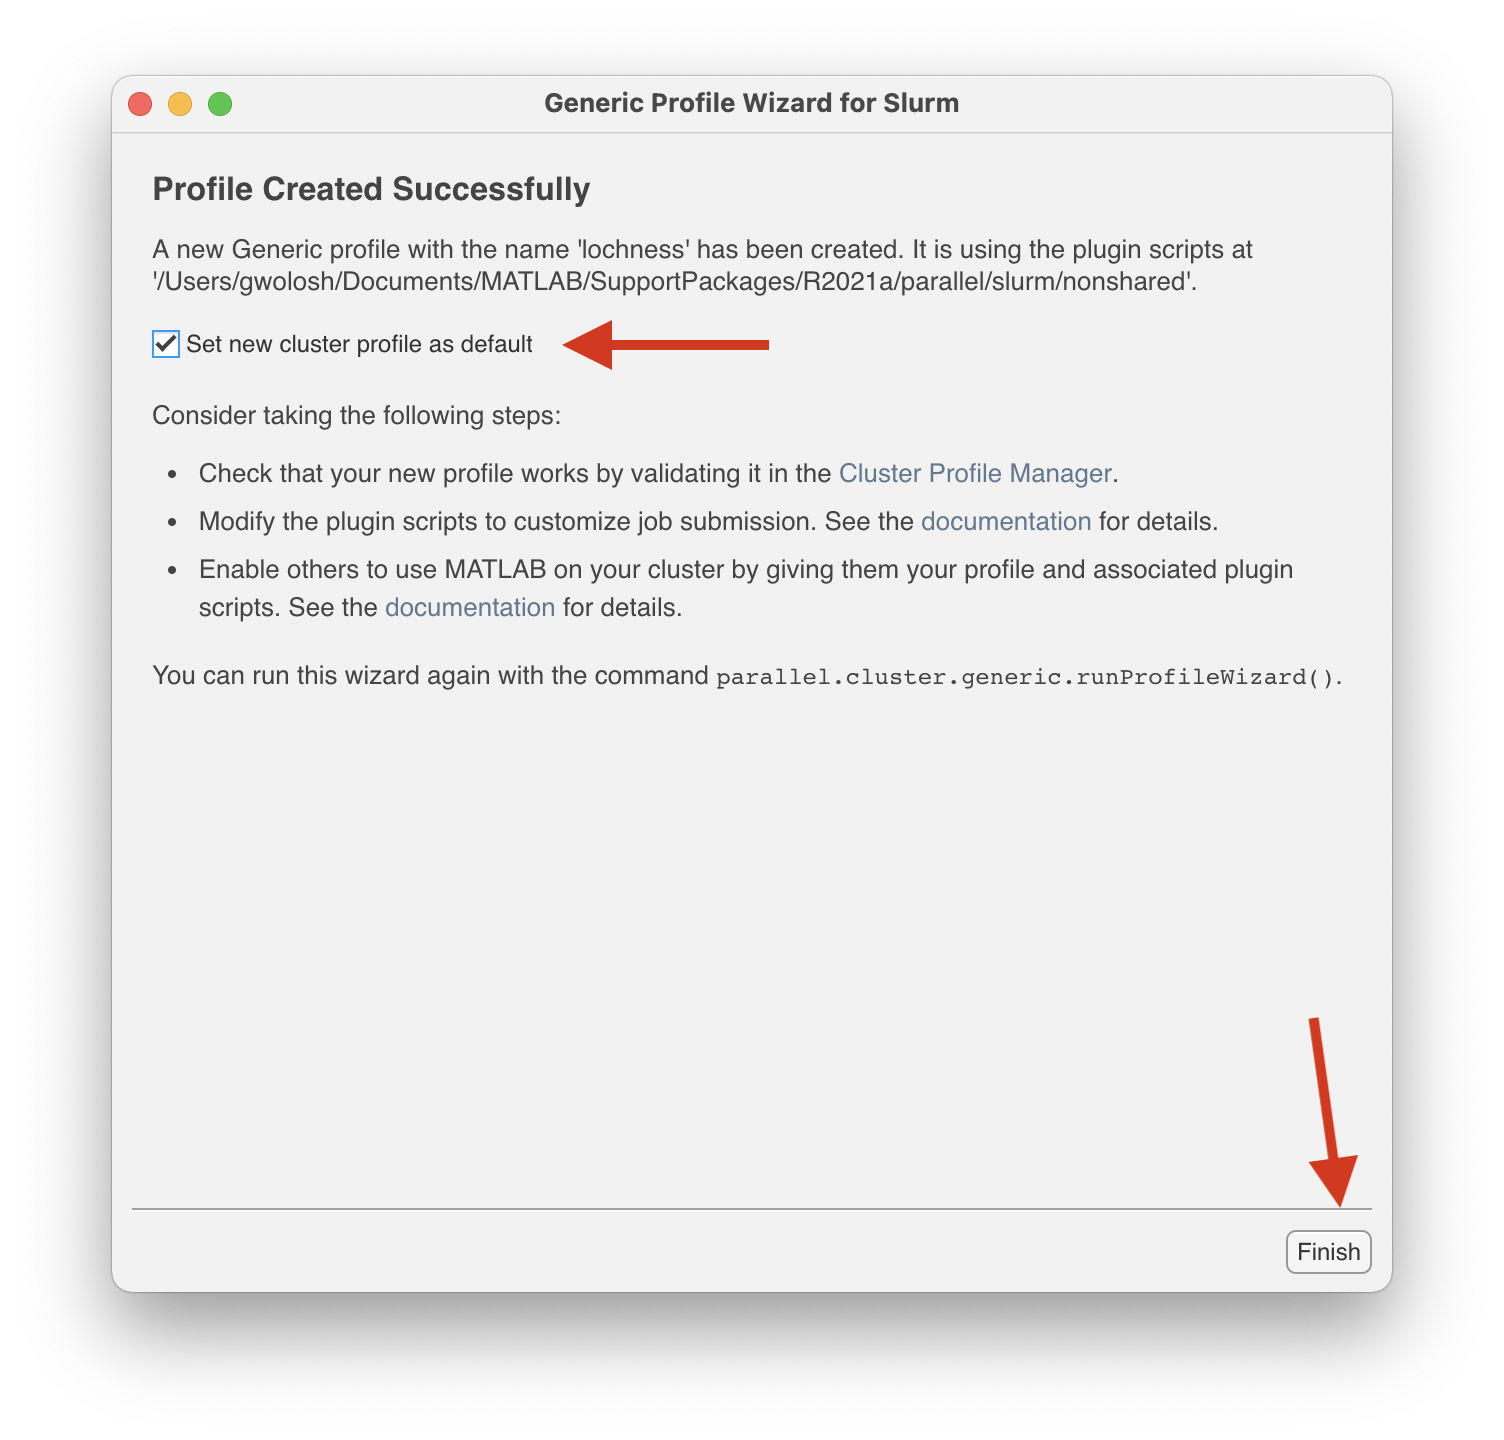 Generic Profile Wizard for Slurm
Profile Created Successfully
A new Generic profile with the name 'lochness' has been created. It is using the plugin scripts at
'/Users/gwolosh/Documents/MATLAB/SupportPackages/R2021a/parallel/slurm/nonshared'.
Set new cluster profile as default
Consider taking the following steps:
• Check that your new profile works by validating it in the Cluster Profile Manager.
• Modify the plugin scripts to customize job submission. See the documentation for details.
• Enable others to use MATLAB on your cluster by giving them your profile and associated plugin
scripts. See the documentation for details.
You can run this wizard again with the command parallel.cluster.generic.runProfileWizard().
Finish